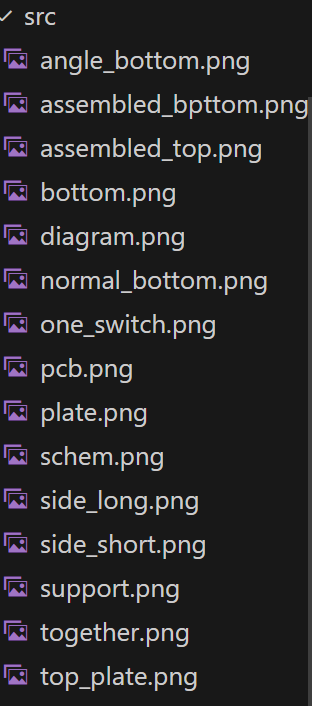 src
angle_bottom.png
assembled_bpttom.png
assembled_top.png
bottom.png
diagram.png
normal_bottom.png
one_switch.png
pcb.png
plate.png
schem.png
side_long.png
side_short.png
support.png
together.png
top_plate.png